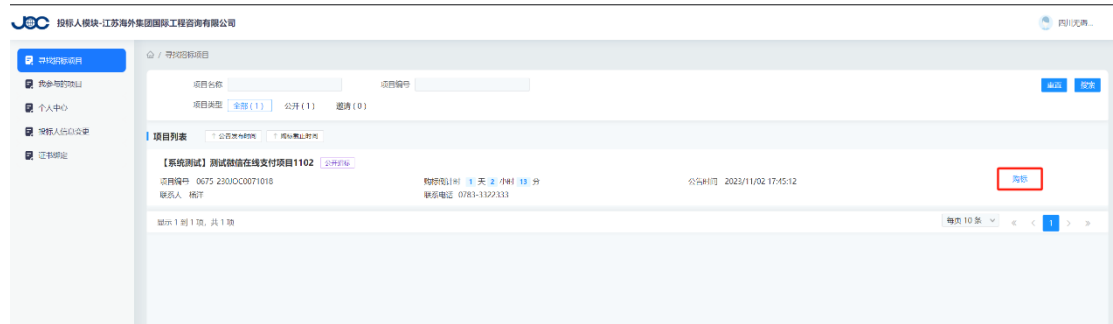 JOC 投标人模块-江苏海外集团国际工程咨询有限公司
寻找招标项目
我参与的项目
个人中心
投标人信息变更
证书绑定
/ 寻找招标项目
项目名称 项目编号 重置 搜索
项目类型 全部(1) 公开(1) 邀请(0)
项目列表 ↑公告发布时间 ↑购标截止时间
【系统测试】测试微信在线支付项目1102 公开招标
项目编号 0675-230JOC0071018 购标倒计时 1 天 2 小时 13 分 公告时间 2023/11/02 17:45:12 购标
联系人 杨洋 联系电话 0783-3322333
显示 1 到 1 项, 共 1 项 每页 10 条 « < 1 > »